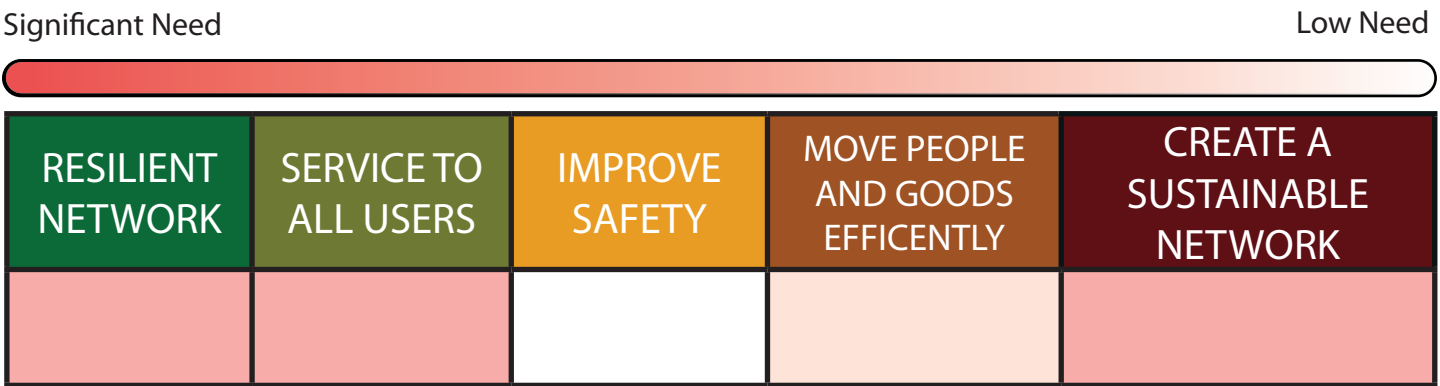 Significant Need
Low Need
RESILIENT
NETWORK
SERVICE TO
ALL USERS
IMPROVE
SAFETY
MOVE PEOPLE
AND GOODS
EFFICENTLY
CREATE A
SUSTAINABLE
NETWORK